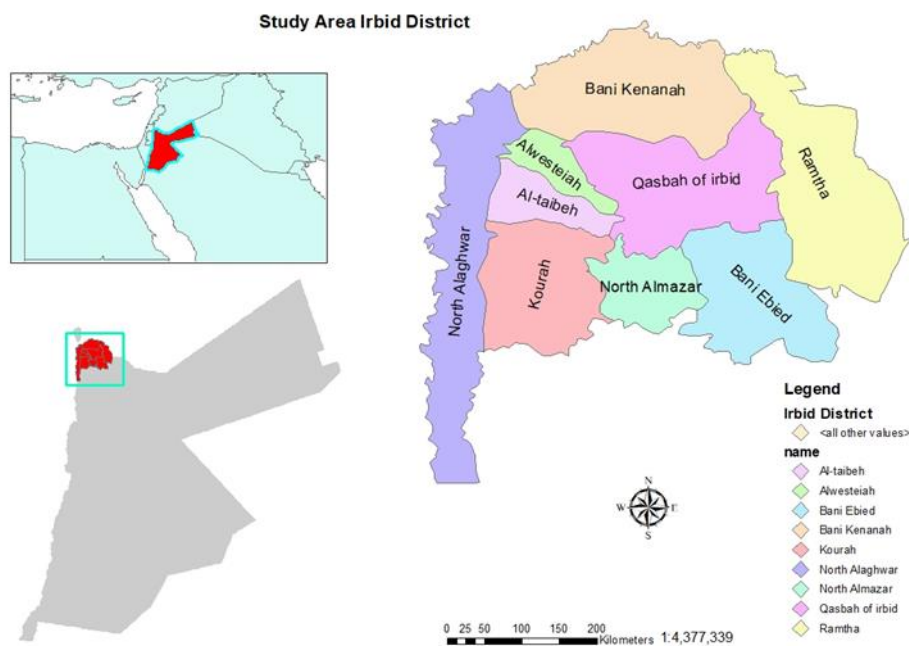 Study Area Irbid District
Bani Kenanah
Alwesteiah
Al-taibeh
Qasbah of irbid
Ramtha
North Alaghwar
Kourah
North Almazar
Bani Ebied
N
W
E
S
Legend
Irbid District
<all other values>
name
Al-taibeh
Alwesteiah
Bani Ebied
Bani Kenanah
Kourah
North Alaghwar
North Almazar
Qasbah of irbid
Ramtha
0 25 50 100 150 200
Kilometers 1:4,377,339